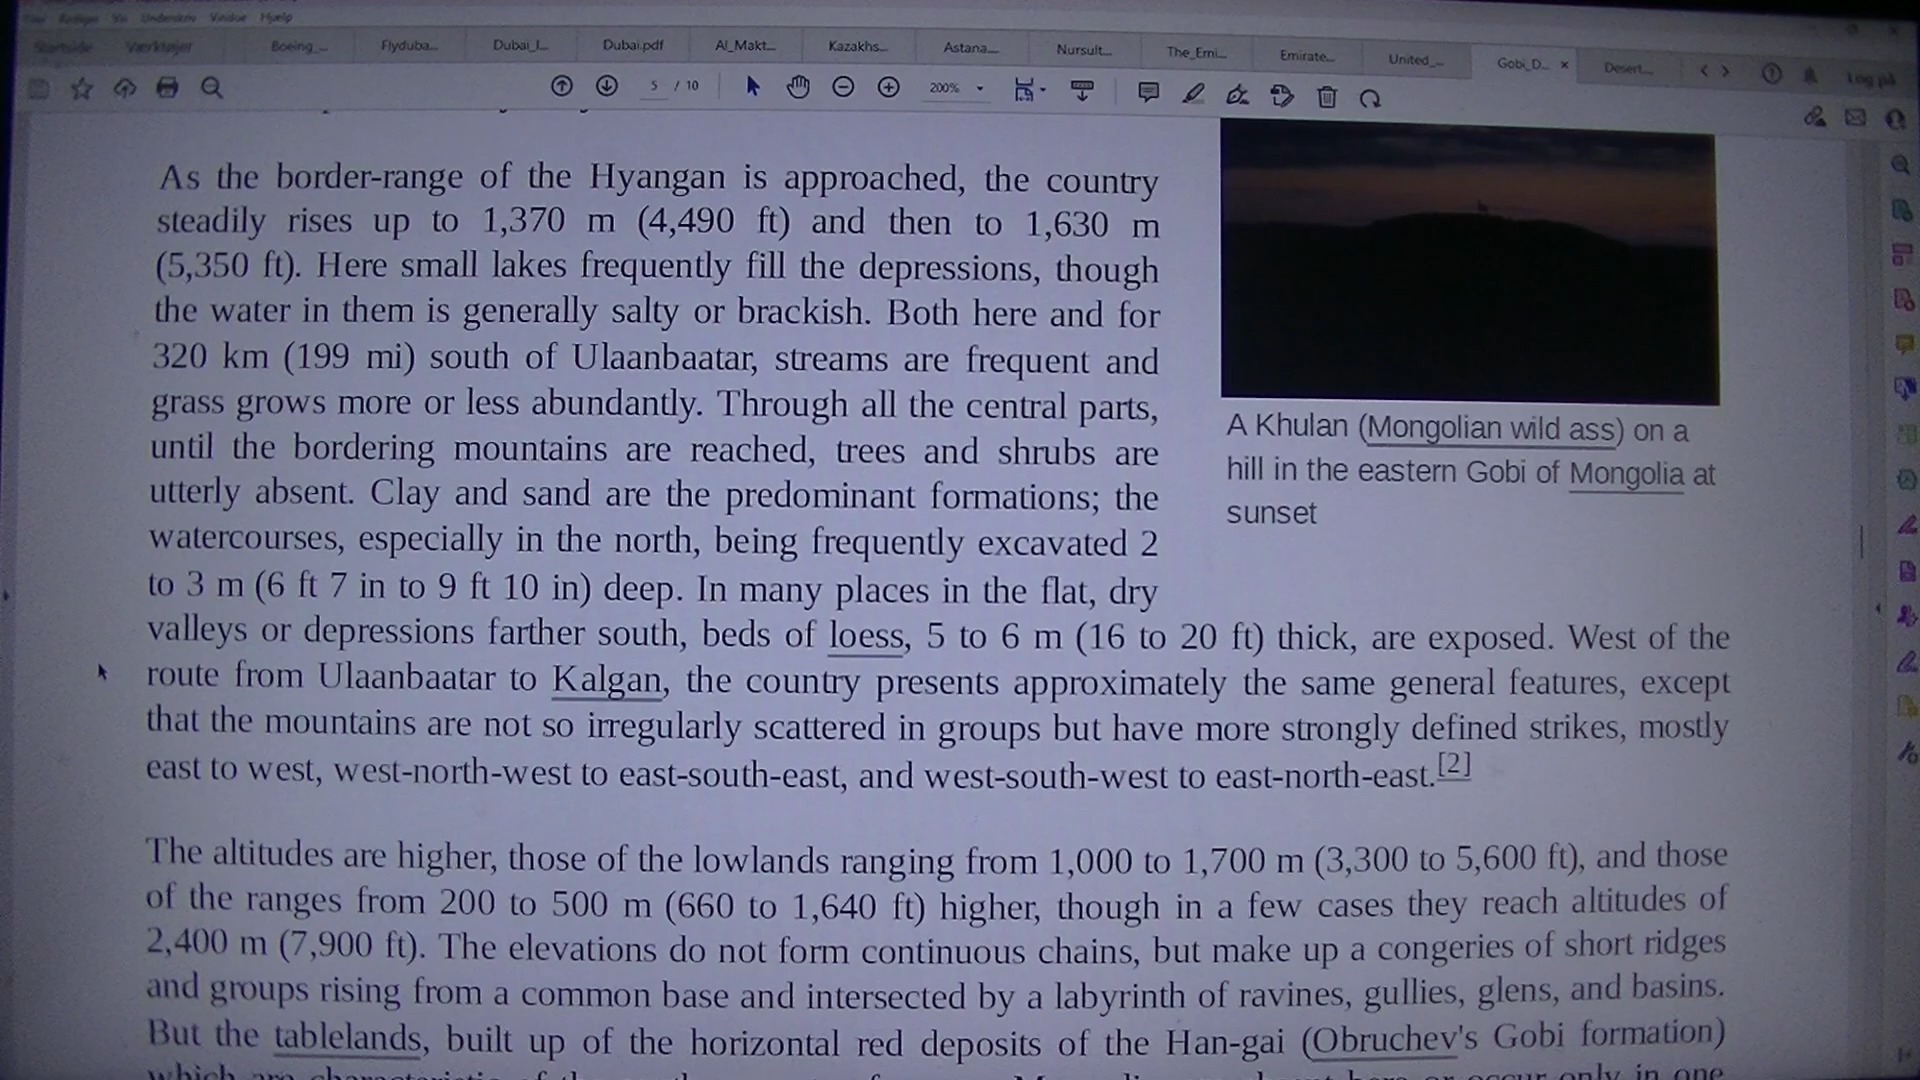 Vis Underskriv Vindue Hjælp
Startside Værktøjer Boeing_... Flyduba... Dubai_I... Dubai.pdf Al_Makt... Kazakhs... Astana_... Nursult... The_Emi... Emirate... United_... Gobi_D... × Desert_...
5 / 10 200% Log på
As the border-range of the Hyangan is approached, the country
steadily rises up to 1,370 m (4,490 ft) and then to 1,630 m
(5,350 ft). Here small lakes frequently fill the depressions, though
the water in them is generally salty or brackish. Both here and for
320 km (199 mi) south of Ulaanbaatar, streams are frequent and
grass grows more or less abundantly. Through all the central parts,
until the bordering mountains are reached, trees and shrubs are
utterly absent. Clay and sand are the predominant formations; the
watercourses, especially in the north, being frequently excavated 2
to 3 m (6 ft 7 in to 9 ft 10 in) deep. In many places in the flat, dry
valleys or depressions farther south, beds of loess, 5 to 6 m (16 to 20 ft) thick, are exposed. West of the
route from Ulaanbaatar to Kalgan, the country presents approximately the same general features, except
that the mountains are not so irregularly scattered in groups but have more strongly defined strikes, mostly
east to west, west-north-west to east-south-east, and west-south-west to east-north-east.[2]
A Khulan (Mongolian wild ass) on a
hill in the eastern Gobi of Mongolia at
sunset
The altitudes are higher, those of the lowlands ranging from 1,000 to 1,700 m (3,300 to 5,600 ft), and those
of the ranges from 200 to 500 m (660 to 1,640 ft) higher, though in a few cases they reach altitudes of
2,400 m (7,900 ft). The elevations do not form continuous chains, but make up a congeries of short ridges
and groups rising from a common base and intersected by a labyrinth of ravines, gullies, glens, and basins.
But the tablelands, built up of the horizontal red deposits of the Han-gai (Obruchev's Gobi formation)